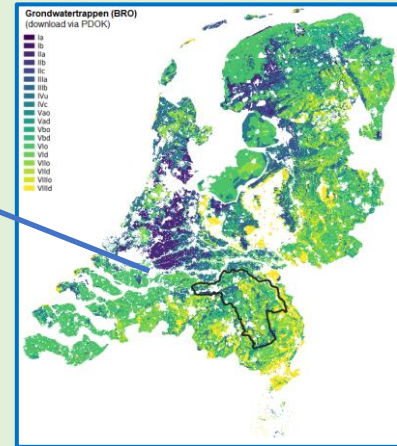 Grondwatertrappen (BRO)
(download via PDOK)
Ia
Ib
IIa
IIb
IIc
IIIa
IIIb
IVu
IVc
Vao
Vad
Vbo
Vbd
VIo
VId
VIIo
VIId
VIIIo
VIIId